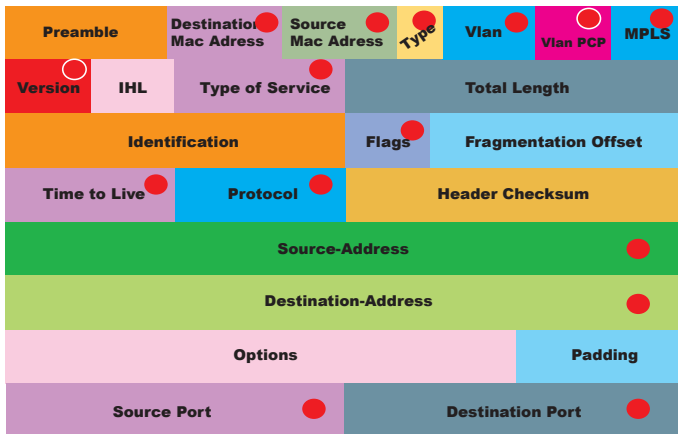 Preamble
Destination
Mac Adress
Source
Mac Adress
Type
Vlan
Vlan PCP
MPLS
Version
IHL
Type of Service
Total Length
Identification
Flags
Fragmentation Offset
Time to Live
Protocol
Header Checksum
Source-Address
Destination-Address
Options
Padding
Source Port
Destination Port